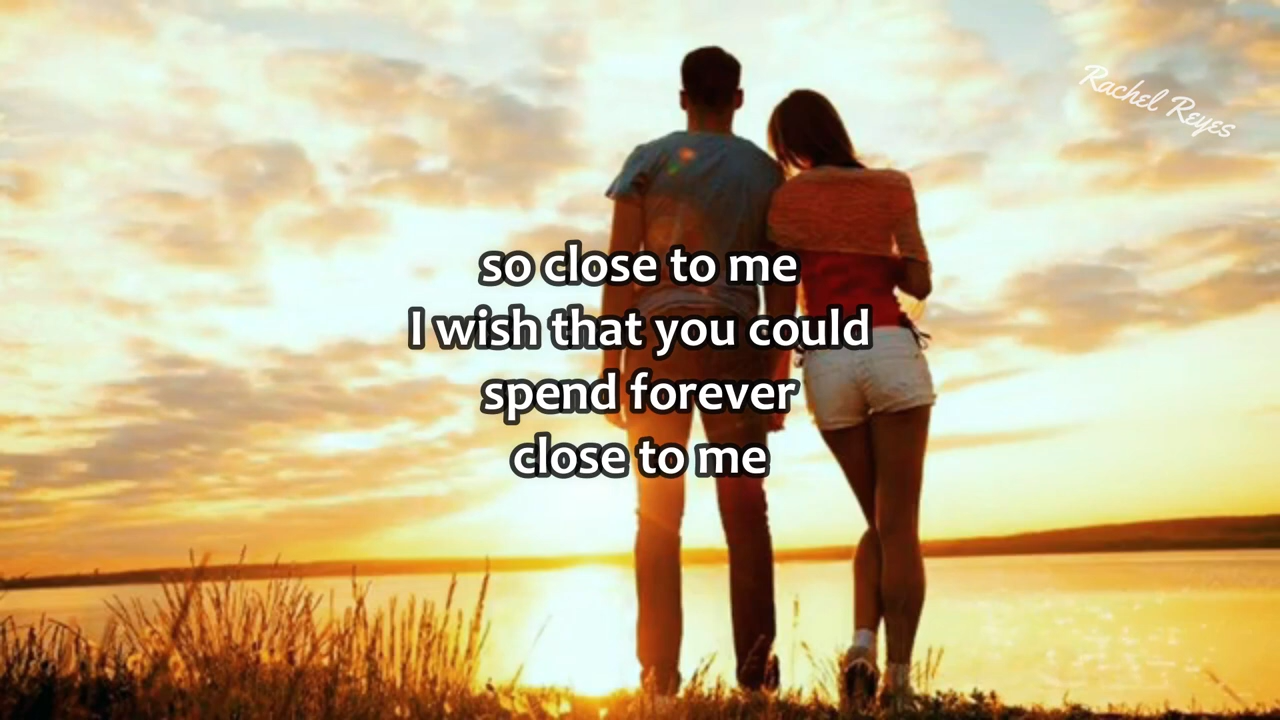 Rachel Reyes
so close to me
I wish that you could
spend forever
close to me